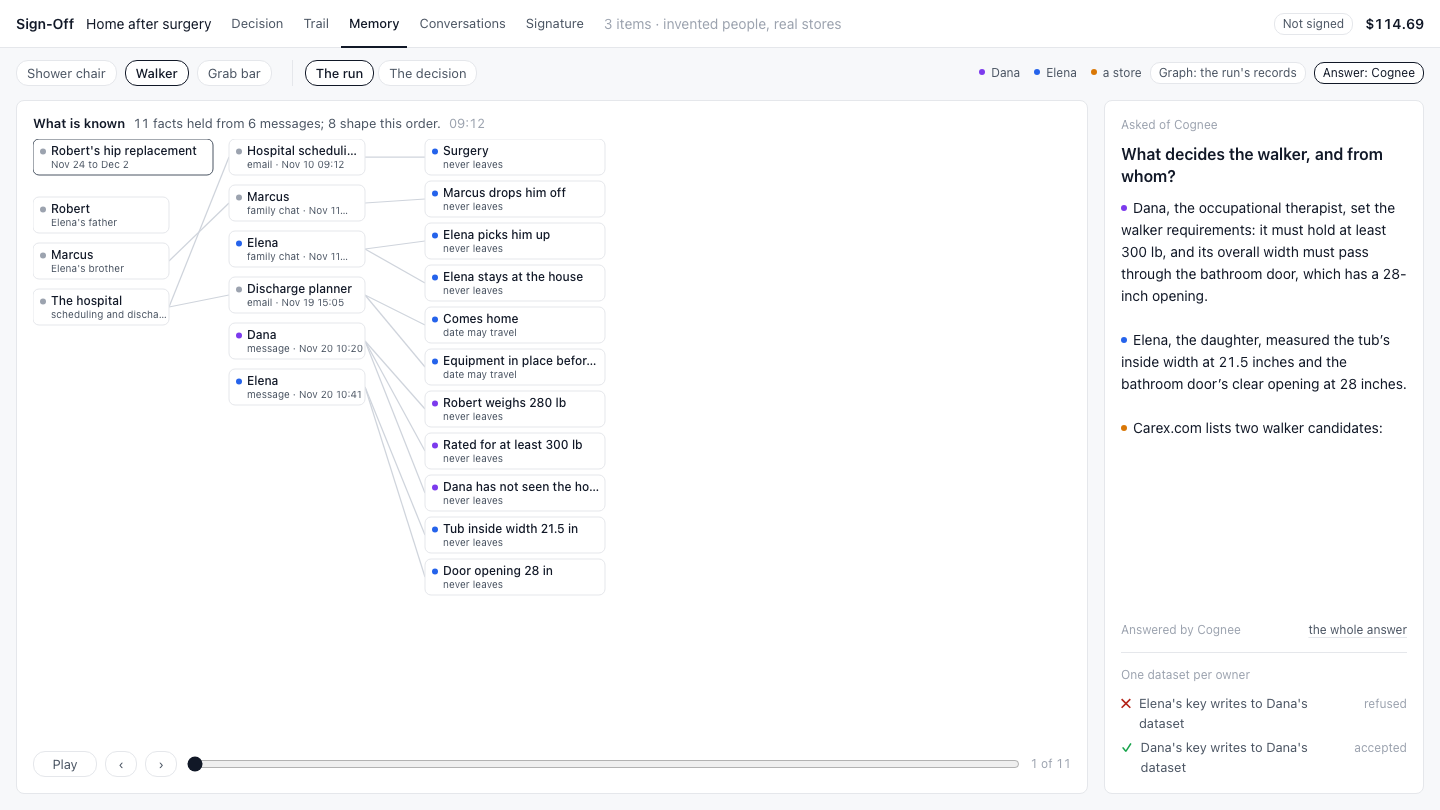 Sign-Off Home after surgery Decision Trail Memory Conversations Signature 3 items · invented people, real stores Not signed $114.69
Shower chair Walker Grab bar The run The decision Dana Elena a store Graph: the run's records Answer: Cognee
What is known 11 facts held from 6 messages; 8 shape this order. 09:12
Robert's hip replacement
Nov 24 to Dec 2
Robert
Elena's father
Marcus
Elena's brother
The hospital
scheduling and discha...
Hospital scheduli...
email · Nov 10 09:12
Marcus
family chat · Nov 11...
Elena
family chat · Nov 11...
Discharge planner
email · Nov 19 15:05
Dana
message · Nov 20 10:20
Elena
message · Nov 20 10:41
Surgery
never leaves
Marcus drops him off
never leaves
Elena picks him up
never leaves
Elena stays at the house
never leaves
Comes home
date may travel
Equipment in place befor...
date may travel
Robert weighs 280 lb
never leaves
Rated for at least 300 lb
never leaves
Dana has not seen the ho...
never leaves
Tub inside width 21.5 in
never leaves
Door opening 28 in
never leaves
Play ‹ › 1 of 11
Asked of Cognee
What decides the walker, and from
whom?
Dana, the occupational therapist, set the
walker requirements: it must hold at least
300 lb, and its overall width must pass
through the bathroom door, which has a 28-
inch opening.
Elena, the daughter, measured the tub’s
inside width at 21.5 inches and the
bathroom door’s clear opening at 28 inches.
Carex.com lists two walker candidates:
Answered by Cognee the whole answer
One dataset per owner
Elena's key writes to Dana's refused
dataset
Dana's key writes to Dana's accepted
dataset